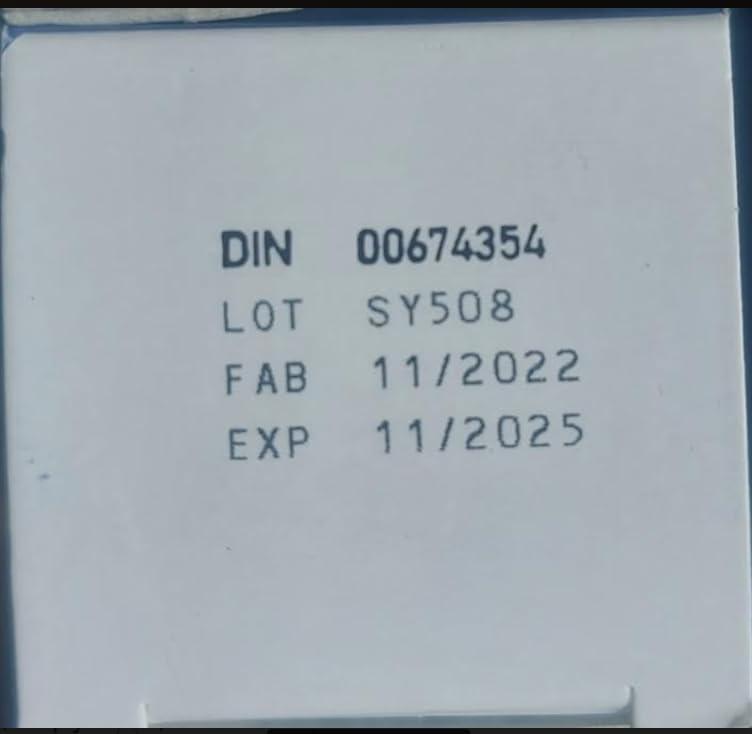 DIN 00674354
LOT SY508
FAB 11/2022
EXP 11/2025